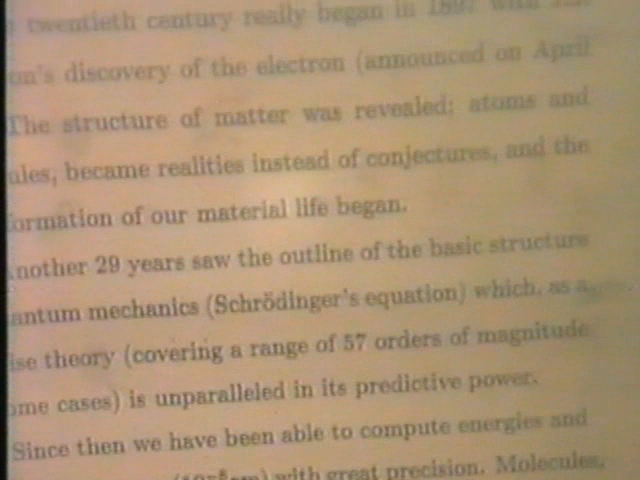 twentieth century really began in 1897 with
on's discovery of the electron (announced on April
The structure of matter was revealed: atoms and
ules, became realities instead of conjectures, and the
formation of our material life began.
nother 29 years saw the outline of the basic structure
antum mechanics (Schrödinger's equation) which, as a
ise theory (covering a range of 57 orders of magnitude
ome cases) is unparalleled in its predictive power.
Since then we have been able to compute energies and
with great precision. Molecules,